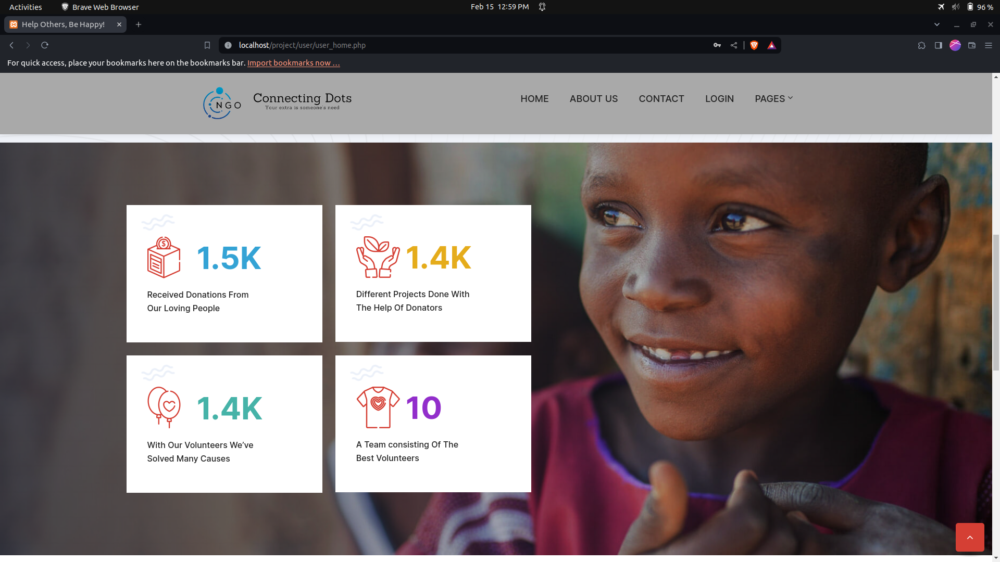 Activities Brave Web Browser Feb 15 12:59 PM 96 %
Help Others, Be Happy!
localhost/project/user/user_home.php
For quick access, place your bookmarks here on the bookmarks bar. Import bookmarks now ...
NGO Connecting Dots
Your extra is someone's need
HOME ABOUT US CONTACT LOGIN PAGES
$
1.5K
Received Donations From
Our Loving People
1.4K
Different Projects Done With
The Help Of Donators
1.4K
With Our Volunteers We've
Solved Many Causes
10
A Team consisting Of The
Best Volunteers